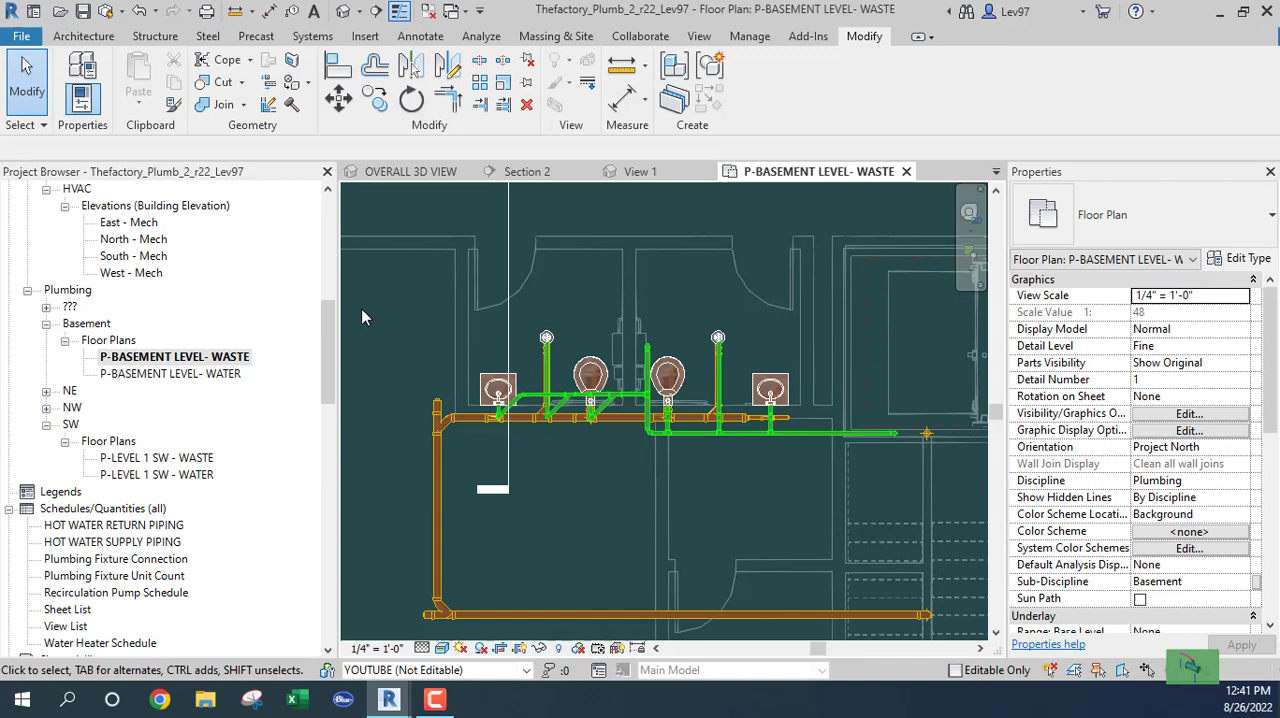 Thefactory_Plumb_2_r22_Lev97 - Floor Plan: P-BASEMENT LEVEL- WASTE
Lev97
File Architecture Structure Steel Precast Systems Insert Annotate Analyze Massing & Site Collaborate View Manage Add-Ins Modify
Modify Paste Cope
Cut
Join
Select Properties Clipboard Geometry Modify View Measure Create
Project Browser - Thefactory_Plumb_2_r22_Lev97
OVERALL 3D VIEW Section 2 View 1 P-BASEMENT LEVEL- WASTE
Properties
HVAC
Elevations (Building Elevation)
East - Mech
North - Mech
South - Mech
West - Mech
Plumbing
???
Basement
Floor Plans
P-BASEMENT LEVEL- WASTE
P-BASEMENT LEVEL- WATER
NE
NW
SW
Floor Plans
P-LEVEL 1 SW - WASTE
P-LEVEL 1 SW - WATER
Legends
Schedules/Quantities (all)
HOT WATER RETURN PIPING
HOT WATER SUPPLY PIPING
Plumbing Fixture Connection
Plumbing Fixture Unit Count
Recirculation Pump Schedule
Sheet List
View List
Water Heater Schedule
Floor Plan
Floor Plan: P-BASEMENT LEVEL- W
Edit Type
Graphics
View Scale 1/4" = 1'-0"
Scale Value 1: 48
Display Model Normal
Detail Level Fine
Parts Visibility Show Original
Detail Number 1
Rotation on Sheet None
Visibility/Graphics O... Edit...
Graphic Display Opti... Edit...
Orientation Project North
Wall Join Display Clean all wall joins
Discipline Plumbing
Show Hidden Lines By Discipline
Color Scheme Locati... Background
Color Scheme <none>
System Color Schemes Edit...
Default Analysis Disp... None
Sub-Discipline Basement
Sun Path
Underlay
Range: Base Level None
Properties help
Apply
1/4" = 1'-0"
Click to select, TAB for alternates, CTRL adds, SHIFT unselec
YOUTUBE (Not Editable)
:0
Main Model
Editable Only
12:41 PM
8/26/2022